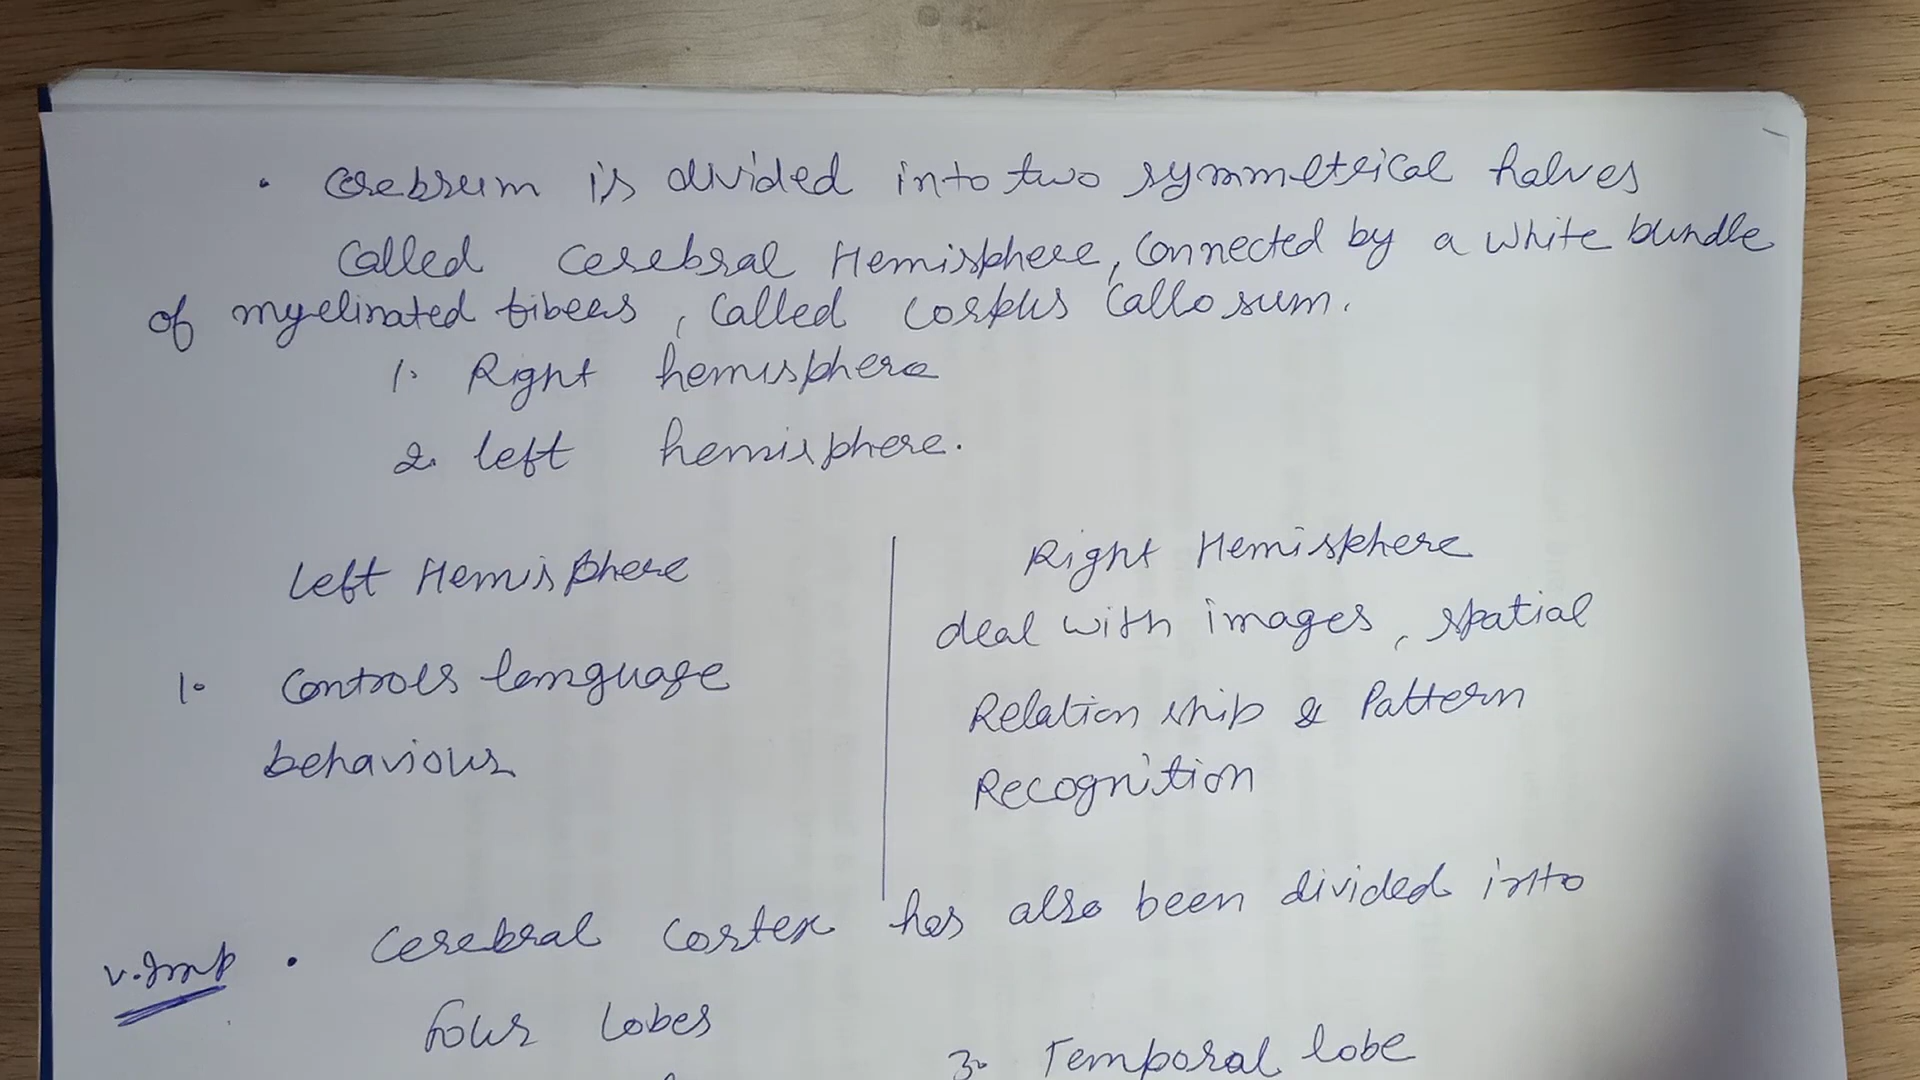 • Cerebrum is divided into two symmetrical halves
Called Cerebral Hemisphere, Connected by a white bundle
of myelinated fibers, Called Corpus Callosum.
1. Right hemisphere
2. left hemisphere.
Left Hemisphere
1. Controls language
behaviour
Right Hemisphere
deal with images, spatial
Relationship & Pattern
Recognition
v.Imp • Cerebral Cortex has also been divided into
four lobes
3. Temporal lobe